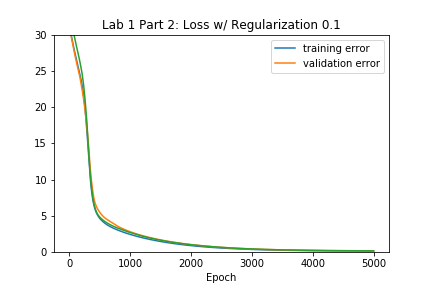 Lab 1 Part 2: Loss w/ Regularization 0.1
30
25
20
15
10
5
0
training error
validation error
0 1000 2000 3000 4000 5000
Epoch